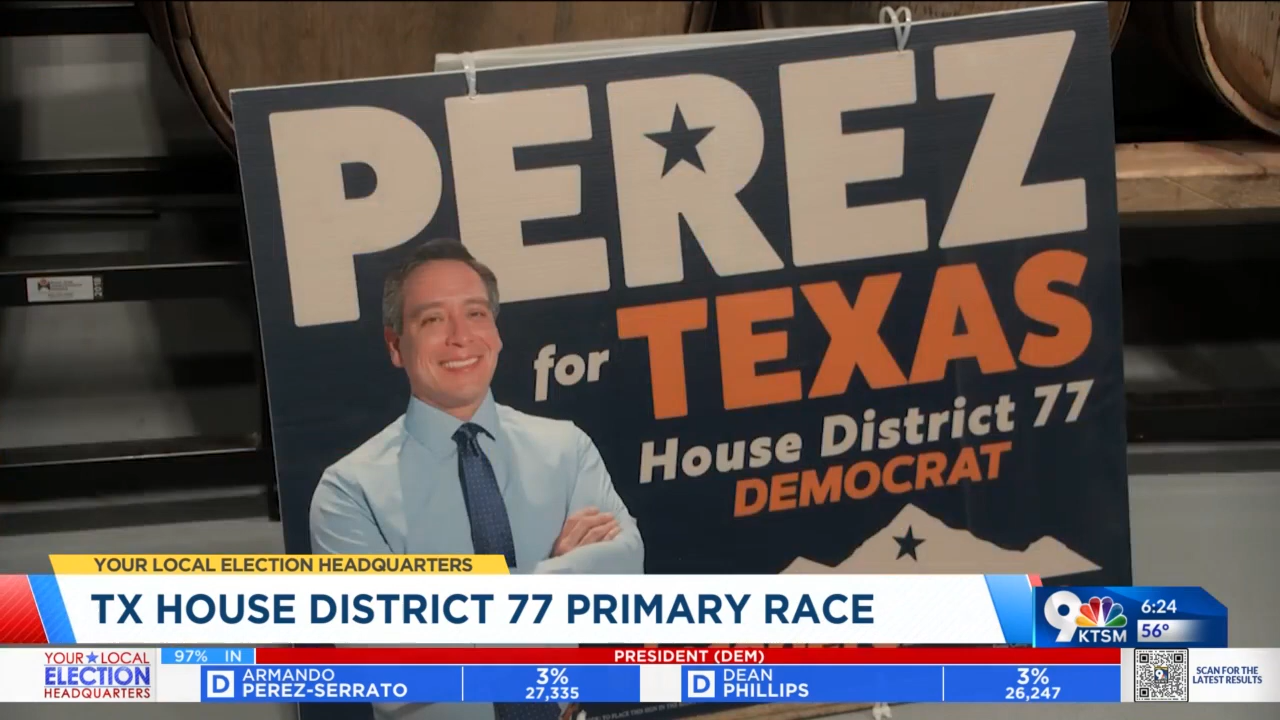 PEREZ
for TEXAS
House District 77
DEMOCRAT
YOUR LOCAL ELECTION HEADQUARTERS
TX HOUSE DISTRICT 77 PRIMARY RACE
9
KTSM
6:24
56°
YOUR LOCAL
ELECTION
HEADQUARTERS
97% IN
PRESIDENT (DEM)
D
ARMANDO
PEREZ-SERRATO
3%
27,335
D
DEAN
PHILLIPS
3%
26,247
SCAN FOR THE
LATEST RESULTS